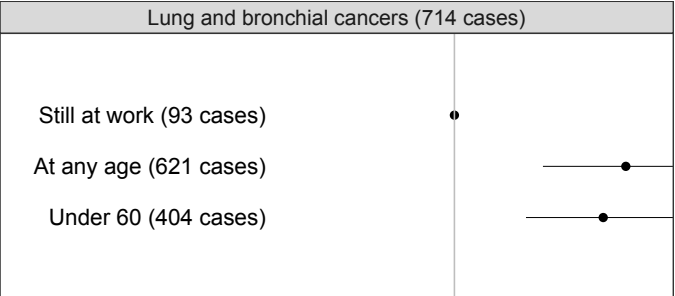 Lung and bronchial cancers (714 cases)
Still at work (93 cases)
At any age (621 cases)
Under 60 (404 cases)